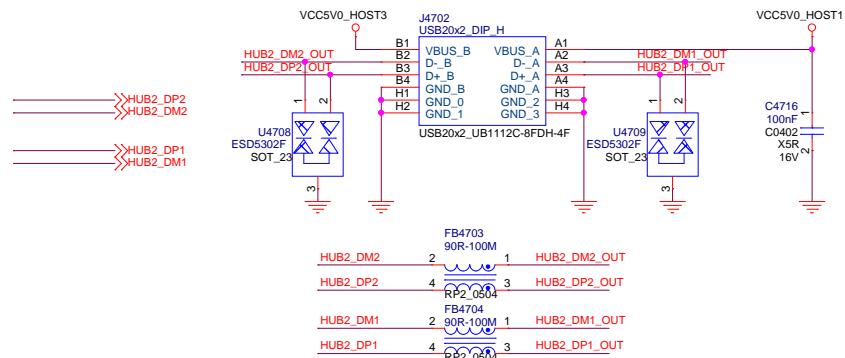 VCC5V0_HOST3
J4702
USB20x2_DIP_H
VCC5V0_HOST1
B1 VBUS_B VBUS_A A1
HUB2_DM2_OUT B2 D-_B D-_A A2 HUB2_DM1_OUT
HUB2_DP2_OUT B3 D+_B D+_A A3 HUB2_DP1_OUT
B4 GND_B GND_A A4
H1 GND_0 GND_2 H3
H2 GND_1 GND_3 H4
USB20x2_UB1112C-8FDH-4F
HUB2_DP2
HUB2_DM2
HUB2_DP1
HUB2_DM1
1 2
U4708
ESD5302F
SOT_23
3
1 2
U4709
ESD5302F
SOT_23
3
1
C4716
100nF
C0402
X5R
16V
2
FB4703
90R-100M
HUB2_DM2 2 1 HUB2_DM2_OUT
HUB2_DP2 4 3 HUB2_DP2_OUT
RP2_0504
FB4704
90R-100M
HUB2_DM1 2 1 HUB2_DM1_OUT
HUB2_DP1 4 3 HUB2_DP1_OUT
RP2_0504